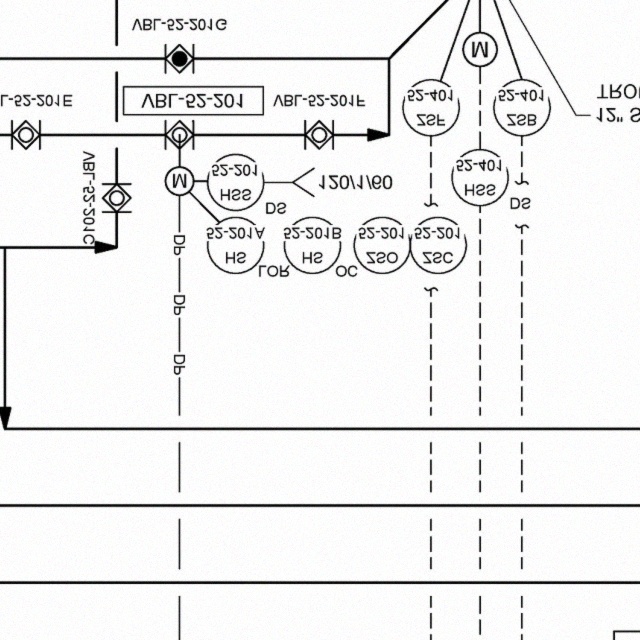 VBL-52-201G
M
L-52-201E
VBL-52-201
VBL-52-201F
52-401
ZSF
52-401
ZSB
TROU
12" S
VBL-52-201C
M
52-201
HSS
120/1/60
52-401
HSS
DS
DS
52-201A
HS
LOR
52-201B
HS
OC
52-201
ZSO
52-201
ZSC
DP
DP
DP